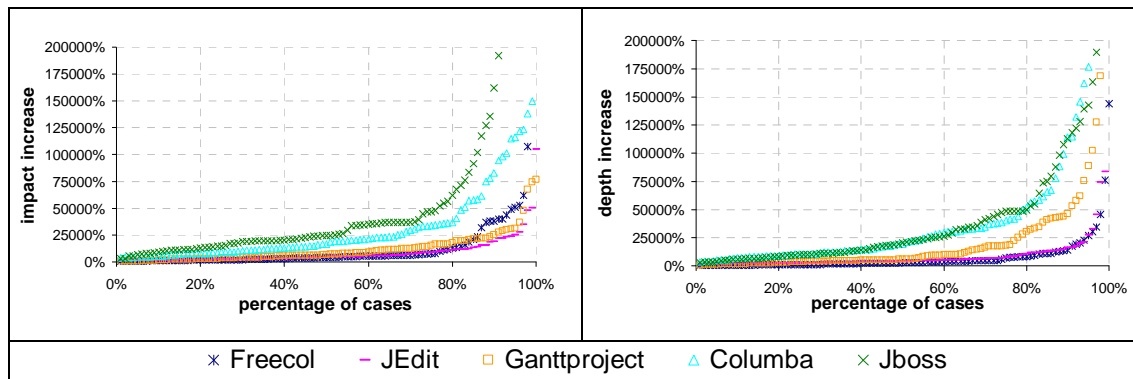 200000%
175000%
150000%
125000%
100000%
75000%
50000%
25000%
0%
impact increase
0% 20% 40% 60% 80% 100%
percentage of cases
200000%
175000%
150000%
125000%
100000%
75000%
50000%
25000%
0%
depth increase
0% 20% 40% 60% 80% 100%
percentage of cases
Freecol JEdit Ganttproject Columba Jboss